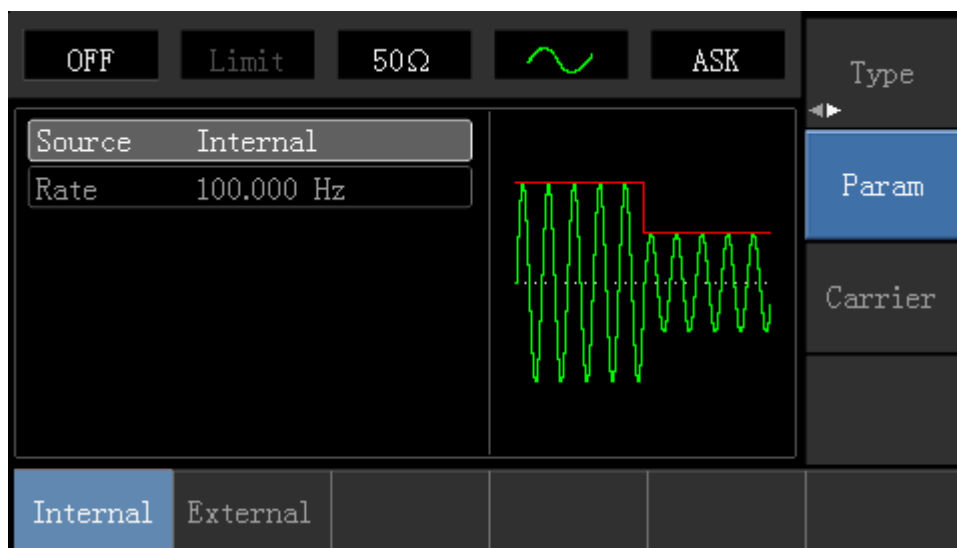 OFF Limit 50Ω ASK
Type
Source Internal
Rate 100.000 Hz
Param
Carrier
Internal External